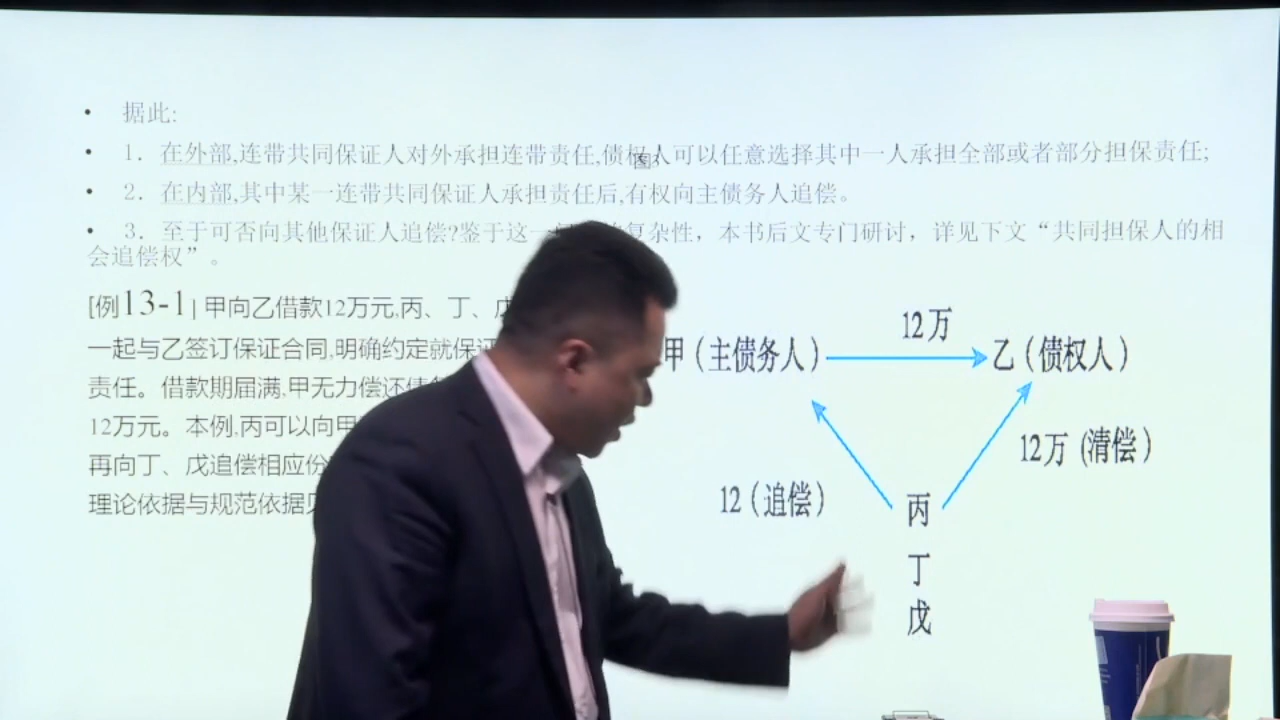 • 据此:
• 1. 在外部,连带共同保证人对外承担连带责任,债权人可以任意选择其中一人承担全部或者部分担保责任;
• 2. 在内部,其中某一连带共同保证人承担责任后,有权向主债务人追偿。
• 3. 至于可否向其他保证人追偿?鉴于这一 复杂性，本书后文专门研讨，详见下文“共同担保人的相
会追偿权”。
[例13-1] 甲向乙借款12万元,丙、丁、戊
一起与乙签订保证合同,明确约定就保证
责任。借款期届满,甲无力偿还
12万元。本例,丙可以向甲
再向丁、戊追偿相应份
理论依据与规范依据
12万
甲（主债务人）
乙（债权人）
12万 (清偿）
12（追偿）
丙
丁
戊